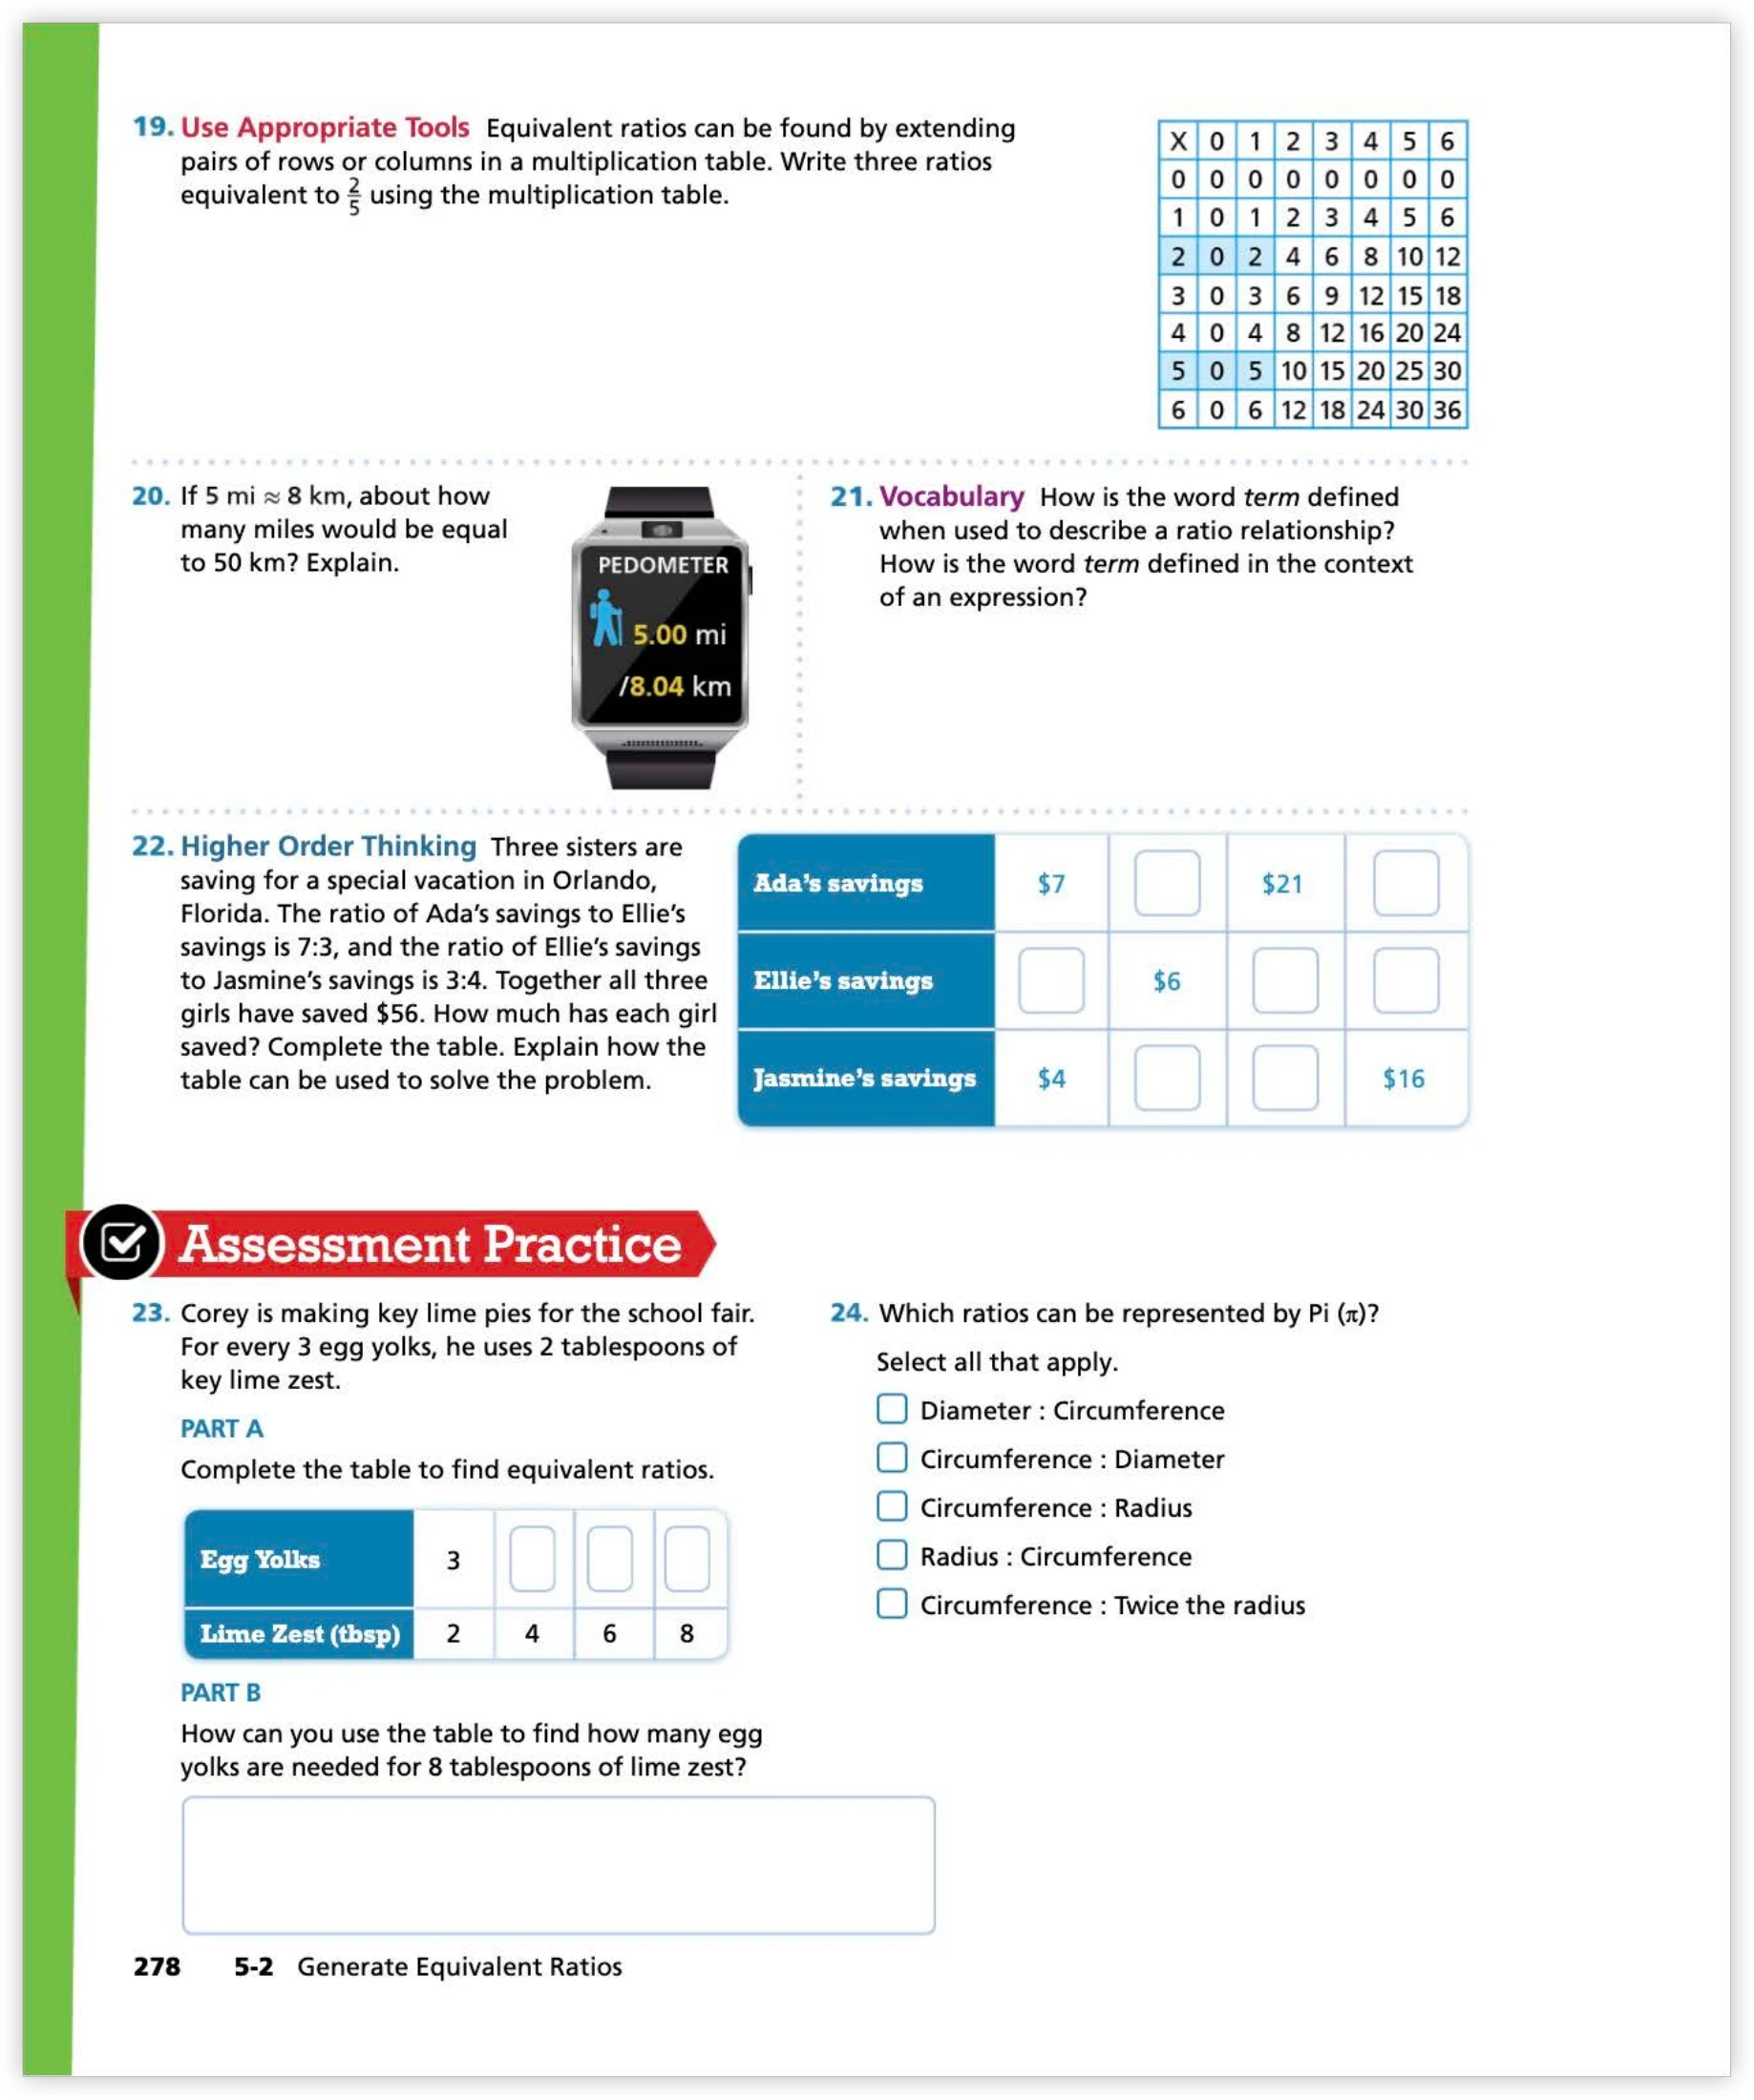 19. Use Appropriate Tools Equivalent ratios can be found by extending
pairs of rows or columns in a multiplication table. Write three ratios
equivalent to 2/5 using the multiplication table.
X 0 1 2 3 4 5 6
0 0 0 0 0 0 0 0
1 0 1 2 3 4 5 6
2 0 2 4 6 8 10 12
3 0 3 6 9 12 15 18
4 0 4 8 12 16 20 24
5 0 5 10 15 20 25 30
6 0 6 12 18 24 30 36
20. If 5 mi ≈ 8 km, about how
many miles would be equal
to 50 km? Explain.
PEDOMETER
5.00 mi
/8.04 km
21. Vocabulary How is the word term defined
when used to describe a ratio relationship?
How is the word term defined in the context
of an expression?
22. Higher Order Thinking Three sisters are
saving for a special vacation in Orlando,
Florida. The ratio of Ada's savings to Ellie's
savings is 7:3, and the ratio of Ellie's savings
to Jasmine's savings is 3:4. Together all three
girls have saved $56. How much has each girl
saved? Complete the table. Explain how the
table can be used to solve the problem.
Ada's savings $7 $21
Ellie's savings $6
Jasmine's savings $4 $16
Assessment Practice
23. Corey is making key lime pies for the school fair.
For every 3 egg yolks, he uses 2 tablespoons of
key lime zest.
PART A
Complete the table to find equivalent ratios.
Egg Yolks 3
Lime Zest (tbsp) 2 4 6 8
PART B
How can you use the table to find how many egg
yolks are needed for 8 tablespoons of lime zest?
24. Which ratios can be represented by Pi (π)?
Select all that apply.
Diameter : Circumference
Circumference : Diameter
Circumference : Radius
Radius : Circumference
Circumference : Twice the radius
278 5-2 Generate Equivalent Ratios